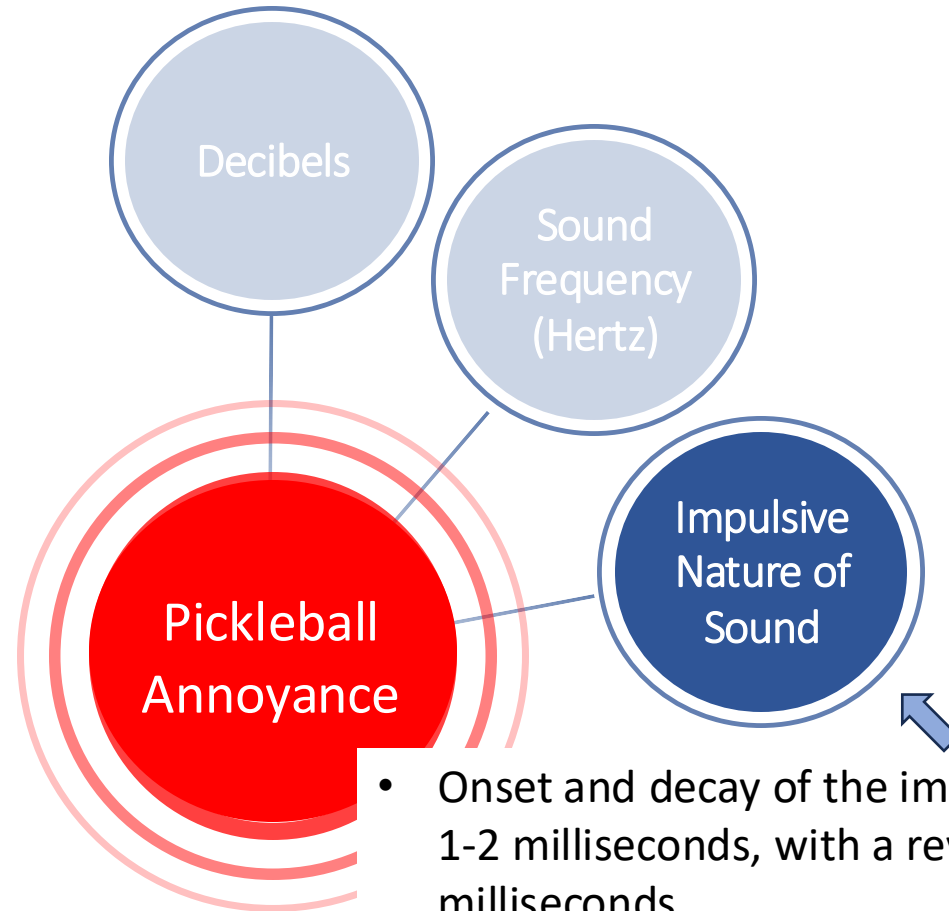 Decibels
Sound
Frequency
(Hertz)
Impulsive
Nature of
Sound
Pickleball
Annoyance
• Onset and decay of the im
1-2 milliseconds, with a re
milliseconds